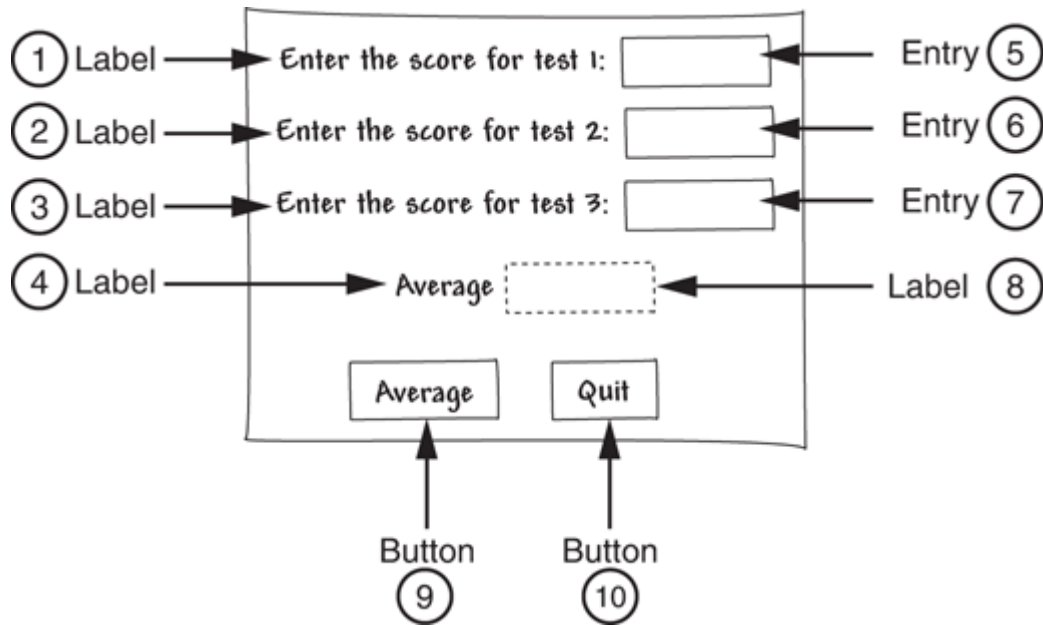 1 Label Enter the score for test 1: Entry 5
2 Label Enter the score for test 2: Entry 6
3 Label Enter the score for test 3: Entry 7
4 Label Average Label 8
Average Quit
Button Button
9 10